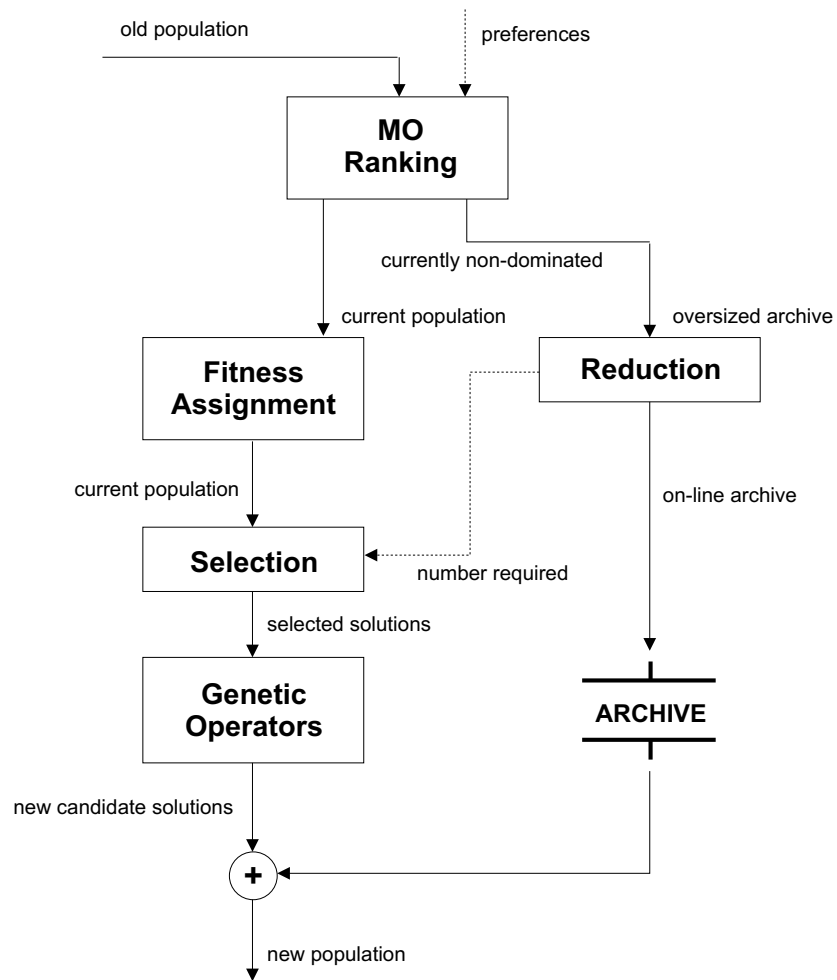 old population
preferences
MO
Ranking
currently non-dominated
current population
oversized archive
Fitness
Assignment
Reduction
current population
on-line archive
Selection
number required
selected solutions
Genetic
Operators
ARCHIVE
new candidate solutions
+
new population